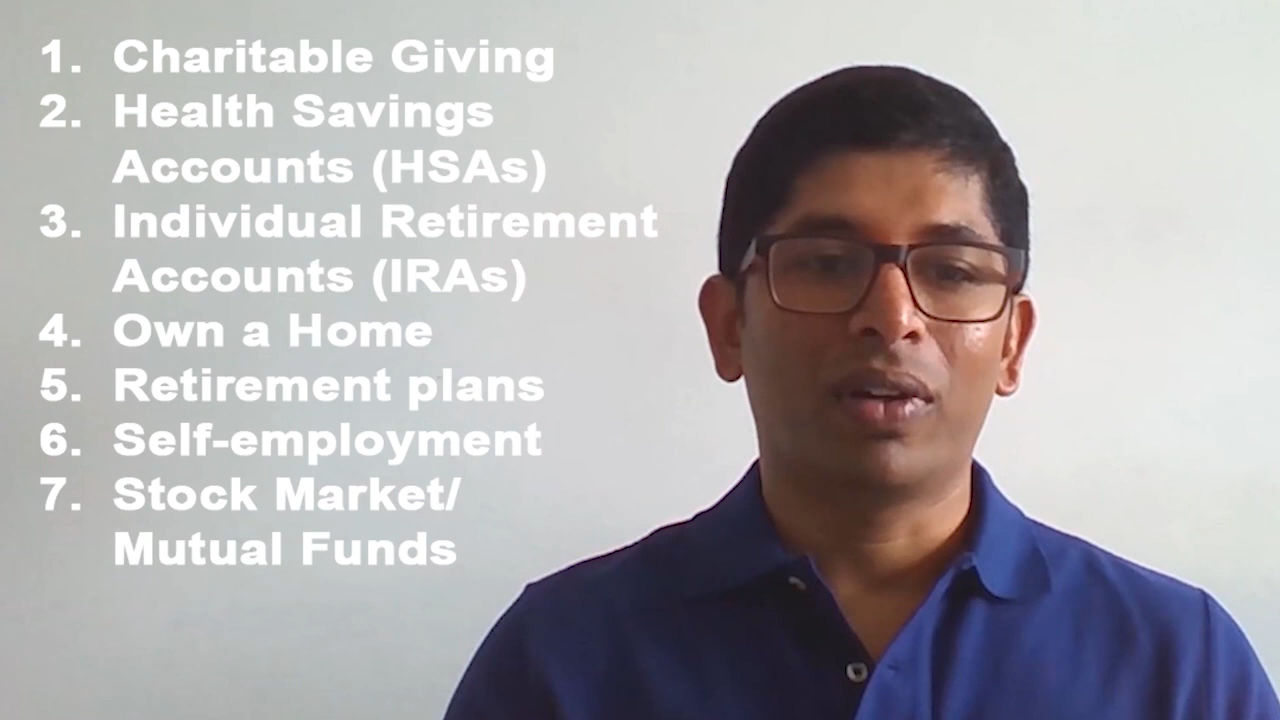 1. Charitable Giving
2. Health Savings
Accounts (HSAs)
3. Individual Retirement
Accounts (IRAs)
4. Own a Home
5. Retirement plans
6. Self-employment
7. Stock Market/
Mutual Funds